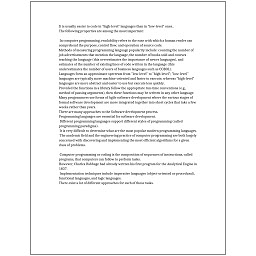 It is usually easier to code in "high-level" languages than in "low-level" ones.
The following properties are among the most important:
In computer programming, readability refers to the ease with which a human reader can
comprehend the purpose, control flow, and operation of source code.
Methods of measuring programming language popularity include: counting the number of
job advertisements that mention the language, the number of books sold and courses
teaching the language (this overestimates the importance of newer languages), and
estimates of the number of existing lines of code written in the language (this
underestimates the number of users of business languages such as COBOL).
Languages form an approximate spectrum from "low-level" to "high-level"; "low-level"
languages are typically more machine-oriented and faster to execute, whereas "high-level"
languages are more abstract and easier to use but execute less quickly.
Provided the functions in a library follow the appropriate run-time conventions (e.g.,
method of passing arguments), then these functions may be written in any other language.
Many programmers use forms of Agile software development where the various stages of
formal software development are more integrated together into short cycles that take a few
weeks rather than years.
There are many approaches to the Software development process.
Programming languages are essential for software development.
Different programming languages support different styles of programming (called
programming paradigms).
It is very difficult to determine what are the most popular modern programming languages.
The academic field and the engineering practice of computer programming are both largely
concerned with discovering and implementing the most efficient algorithms for a given
class of problems.
Computer programming or coding is the composition of sequences of instructions, called
programs, that computers can follow to perform tasks.
However, Charles Babbage had already written his first program for the Analytical Engine in
1837.
Implementation techniques include imperative languages (object-oriented or procedural),
functional languages, and logic languages.
There exist a lot of different approaches for each of those tasks.